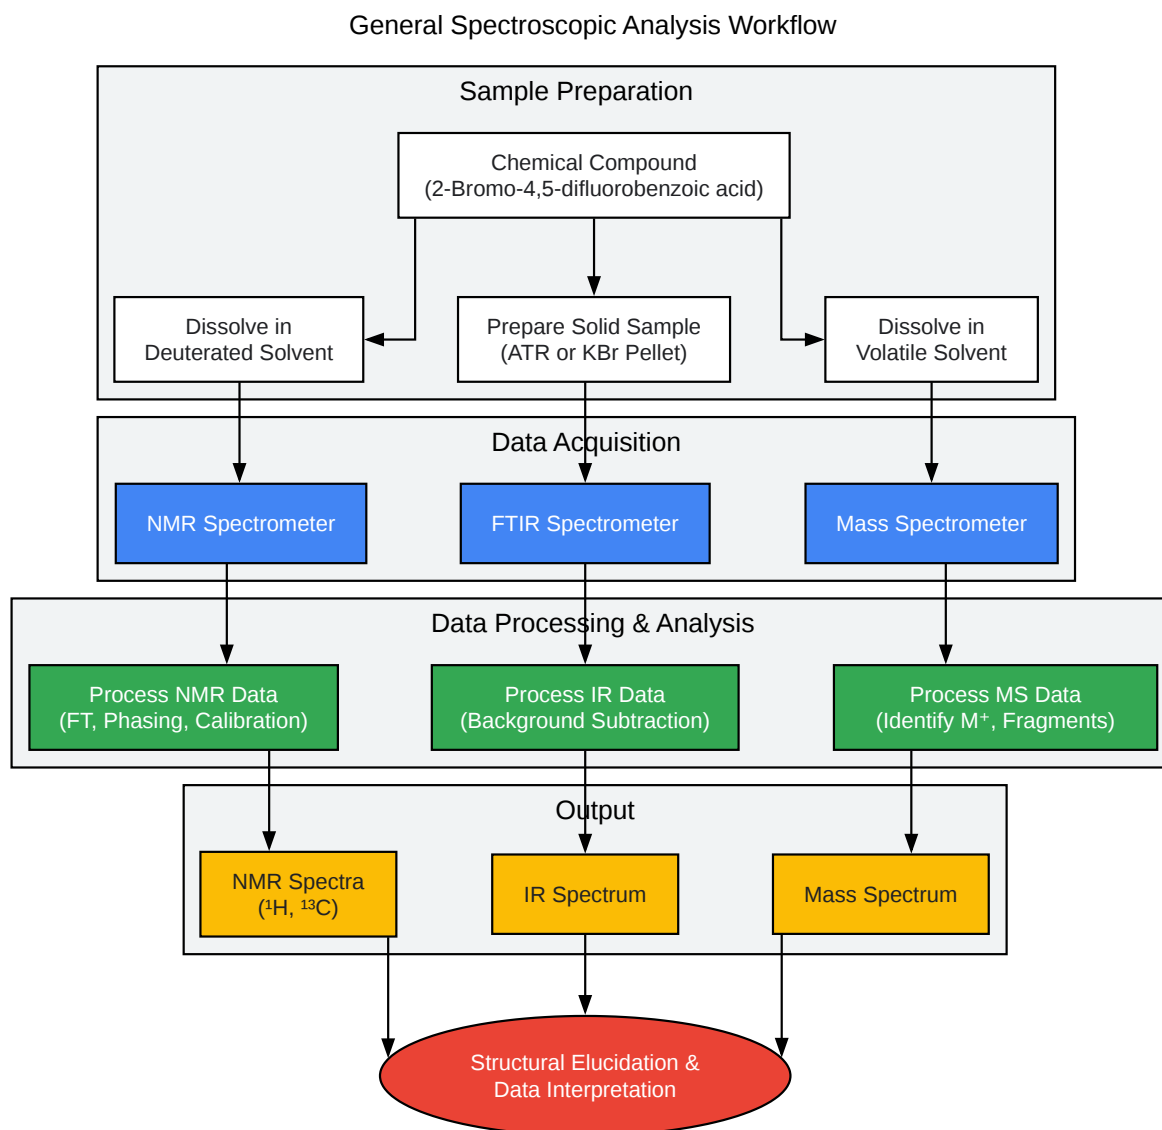 General Spectroscopic Analysis Workflow
Sample Preparation
Chemical Compound
(2-Bromo-4,5-difluorobenzoic acid)
Dissolve in
Deuterated Solvent
Prepare Solid Sample
(ATR or KBr Pellet)
Dissolve in
Volatile Solvent
Data Acquisition
NMR Spectrometer
FTIR Spectrometer
Mass Spectrometer
Data Processing & Analysis
Process NMR Data
(FT, Phasing, Calibration)
Process IR Data
(Background Subtraction)
Process MS Data
(Identify M⁺, Fragments)
Output
NMR Spectra
(¹H, ¹³C)
IR Spectrum
Mass Spectrum
Structural Elucidation &
Data Interpretation